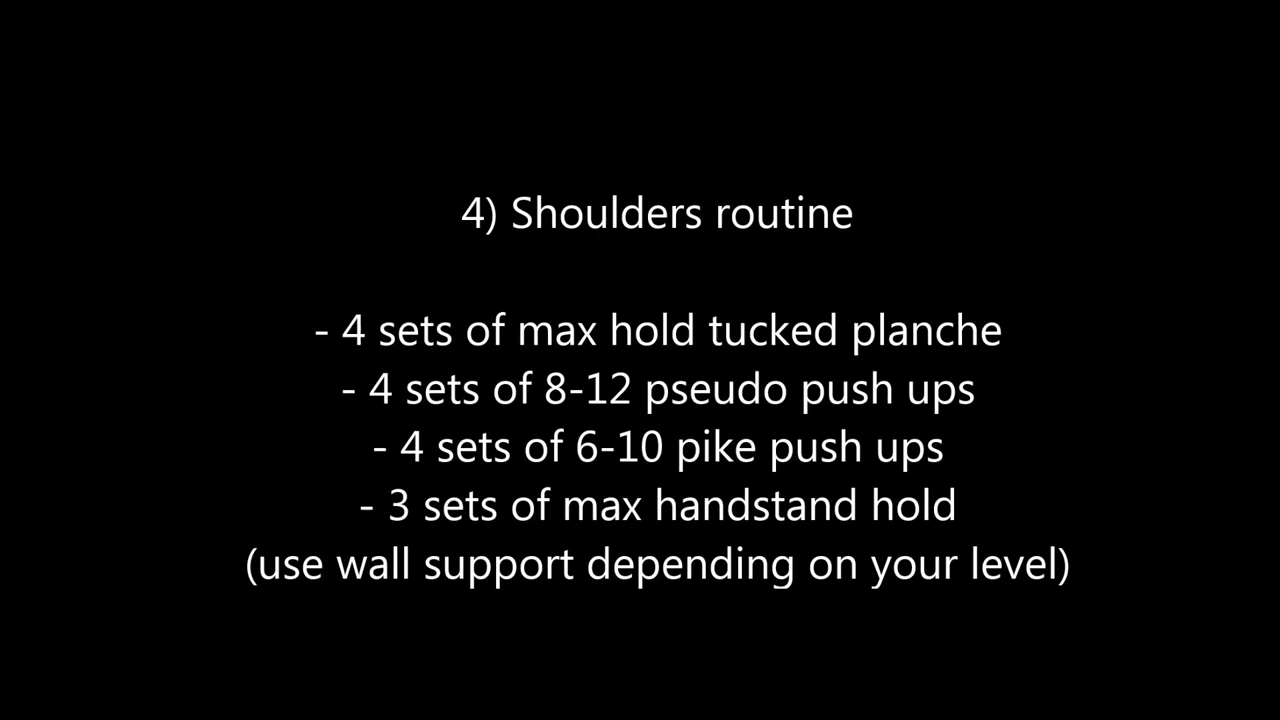 4) Shoulders routine
- 4 sets of max hold tucked planche
- 4 sets of 8-12 pseudo push ups
- 4 sets of 6-10 pike push ups
- 3 sets of max handstand hold
(use wall support depending on your level)